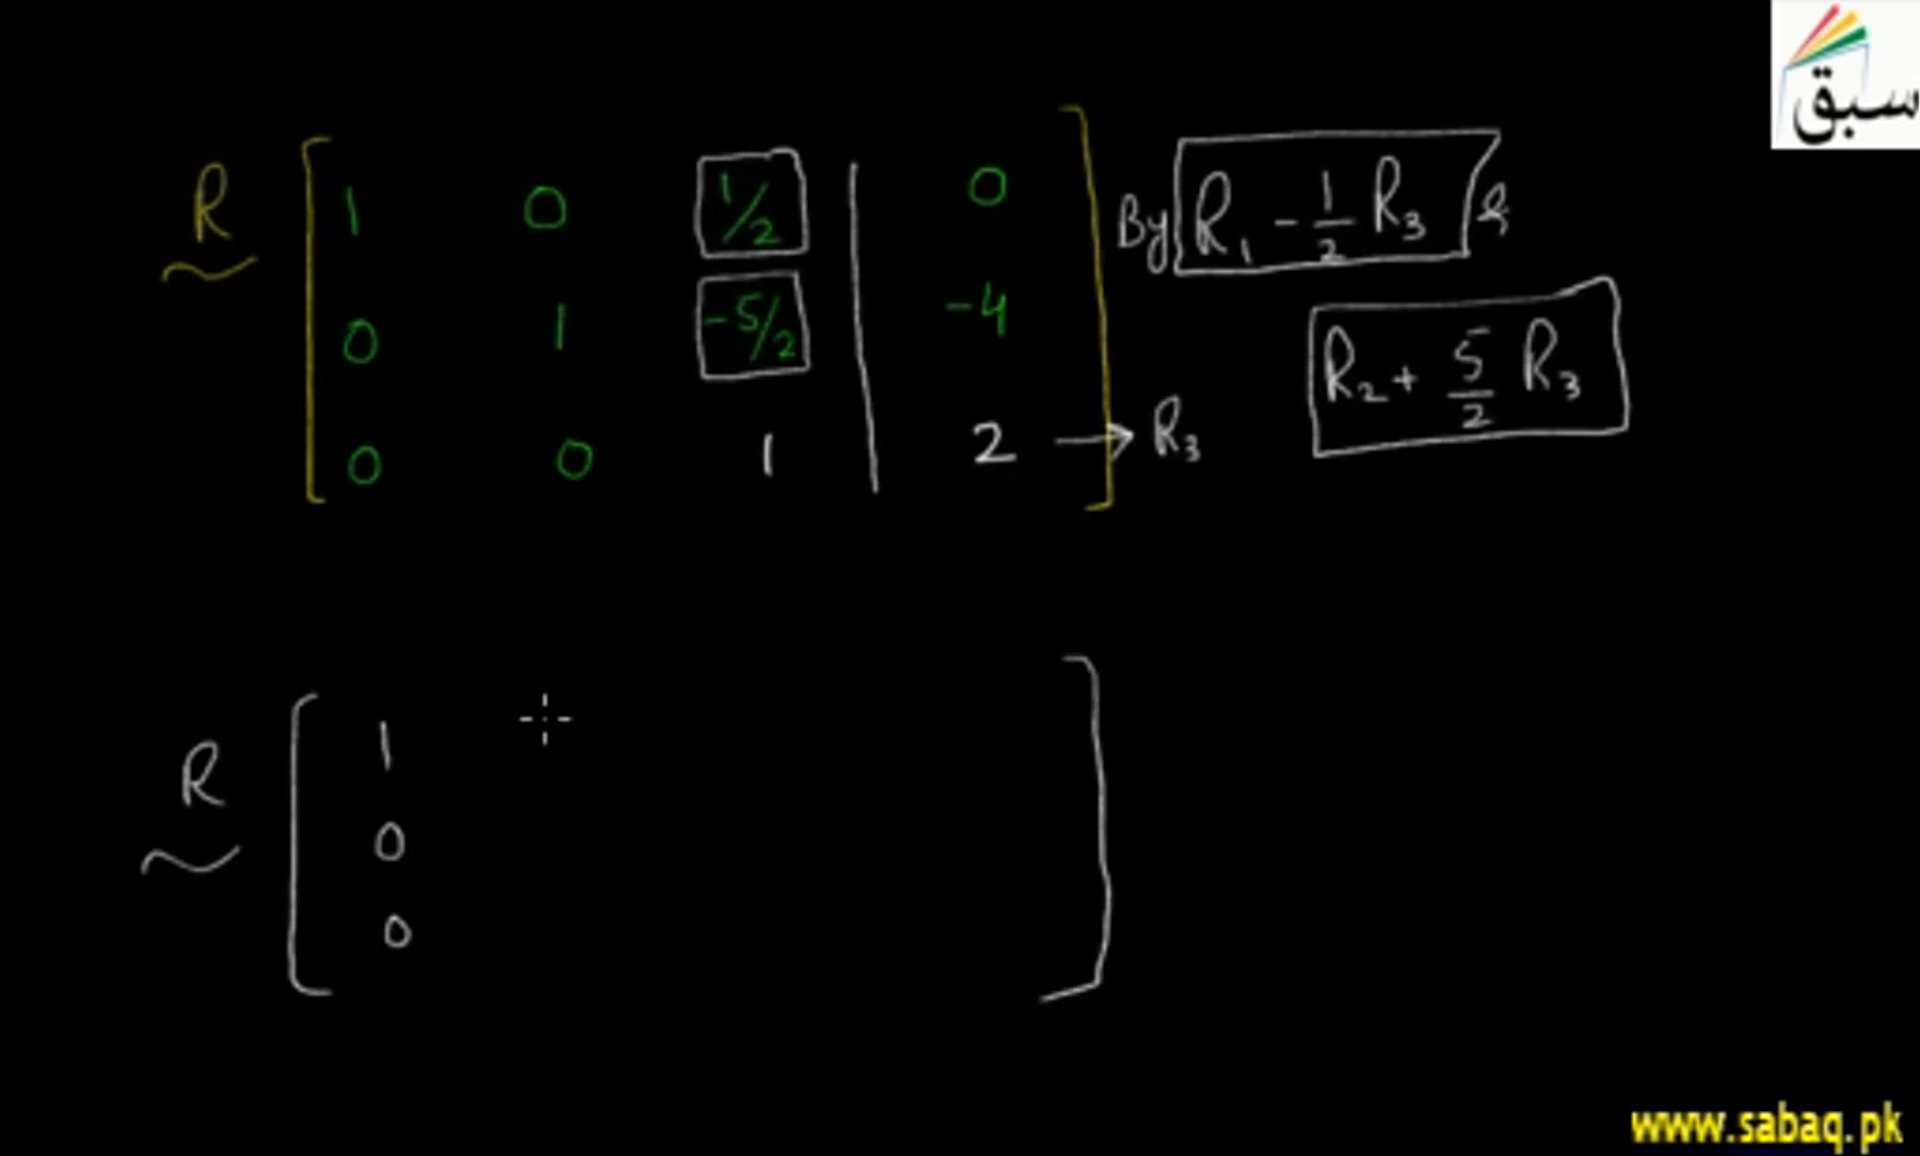 سبق
R 1 0 1/2 | 0 By R₁ - 1/2 R₃ &
~ 0 1 -5/2 | -4 R₂ + 5/2 R₃
0 0 1 | 2 → R₃
R 1
~ 0
0
www.sabaq.pk